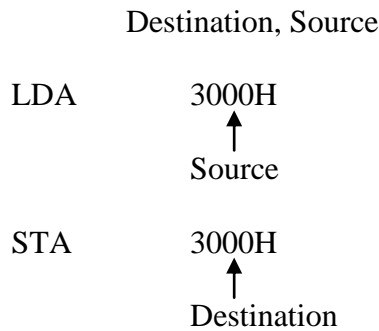 Destination, Source
LDA 3000H
Source
STA 3000H
Destination